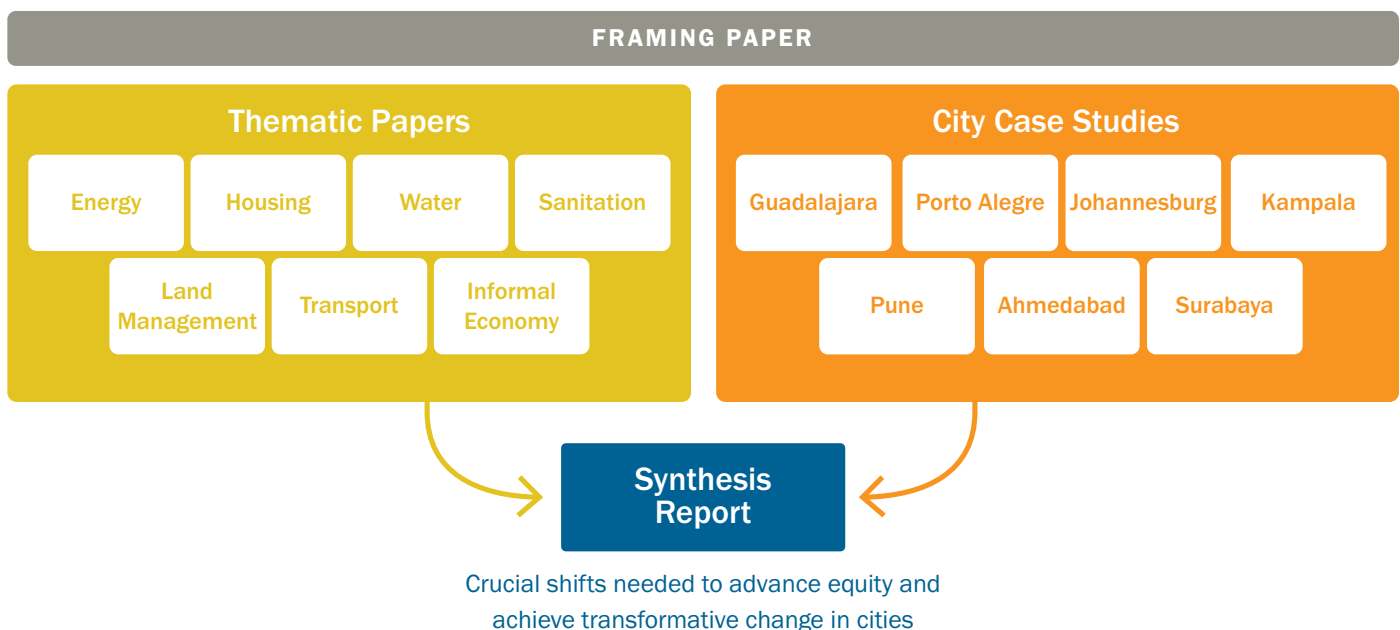 FRAMING PAPER
Thematic Papers
Energy
Housing
Water
Sanitation
Land
Management
Transport
Informal
Economy
City Case Studies
Guadalajara
Porto Alegre
Johannesburg
Kampala
Pune
Ahmedabad
Surabaya
Synthesis
Report
Crucial shifts needed to advance equity and
achieve transformative change in cities